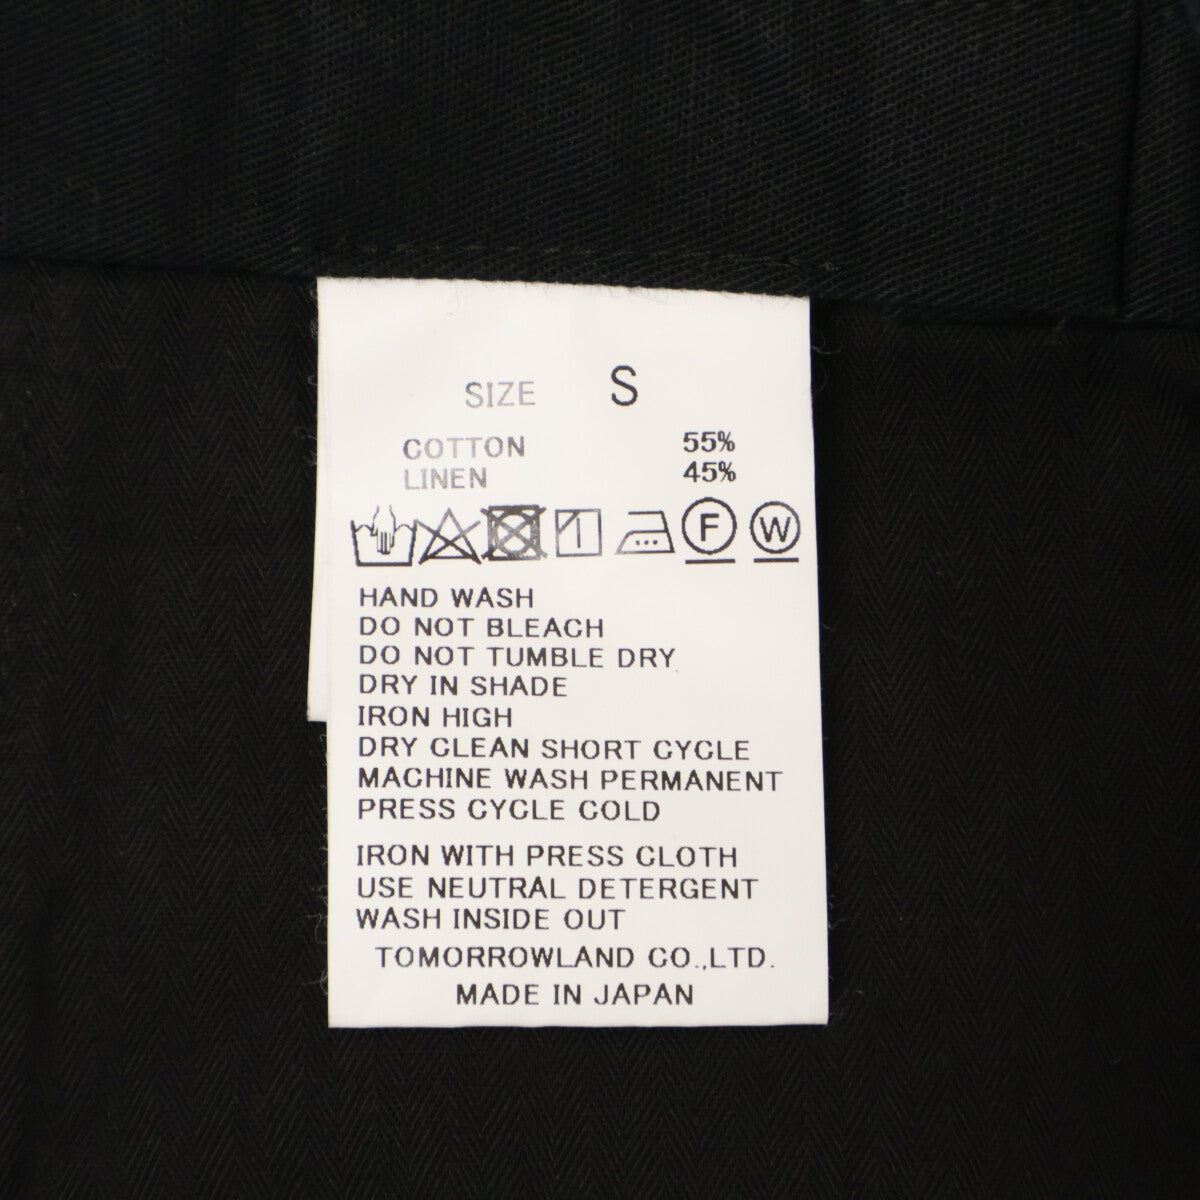 SIZE S
COTTON 55%
LINEN 45%
F W
HAND WASH
DO NOT BLEACH
DO NOT TUMBLE DRY
DRY IN SHADE
IRON HIGH
DRY CLEAN SHORT CYCLE
MACHINE WASH PERMANENT
PRESS CYCLE COLD
IRON WITH PRESS CLOTH
USE NEUTRAL DETERGENT
WASH INSIDE OUT
TOMORROWLAND CO.,LTD.
MADE IN JAPAN